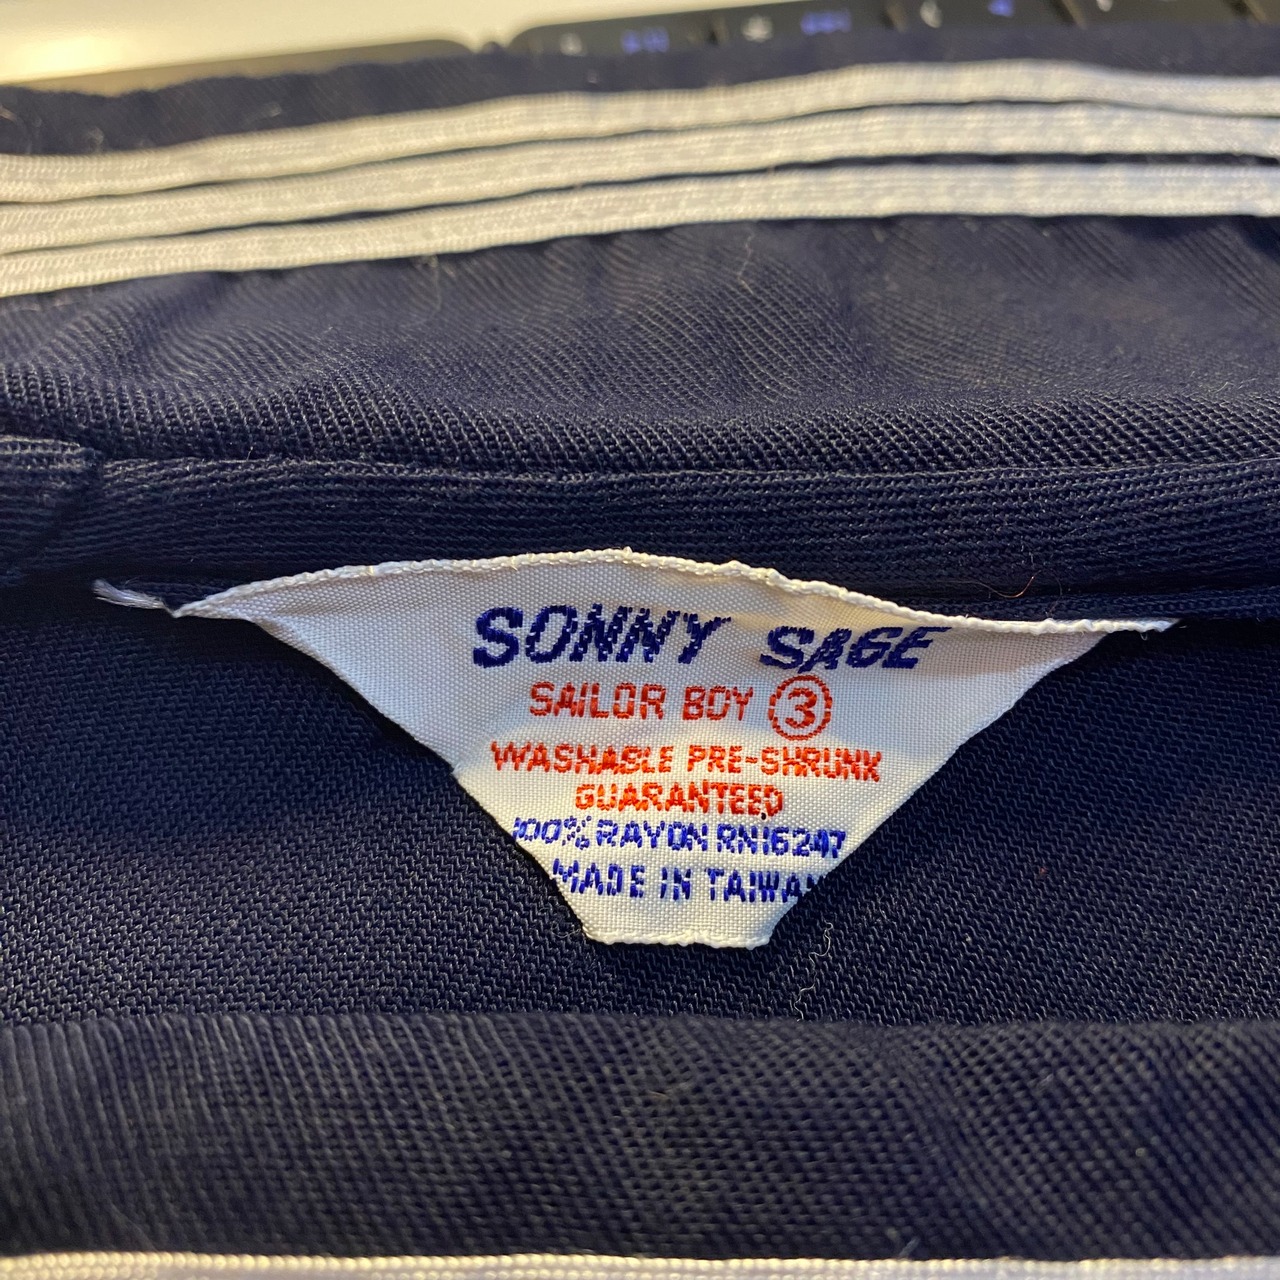 SONNY SAGE
SAILOR BOY 3
WASHABLE PRE-SHRUNK
GUARANTEED
100% RAYON RN16247
MADE IN TAIWAN